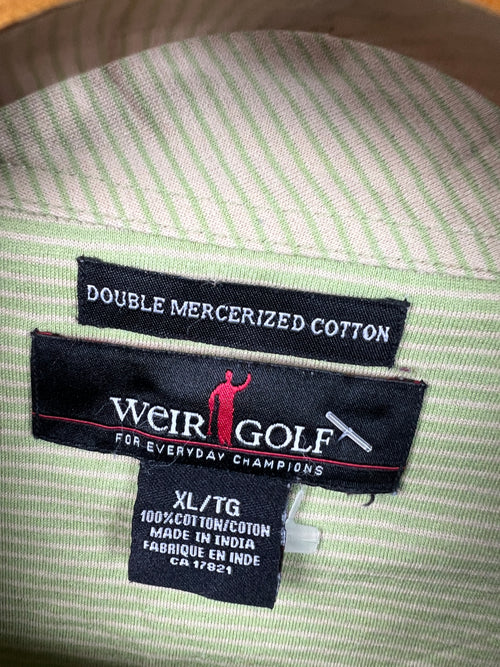 DOUBLE MERCERIZED COTTON
WeIR GOLF
FOR EVERYDAY CHAMPIONS
XL/TG
100%COTTON/COTON
MADE IN INDIA
FABRIQUE EN INDE
CA 17821